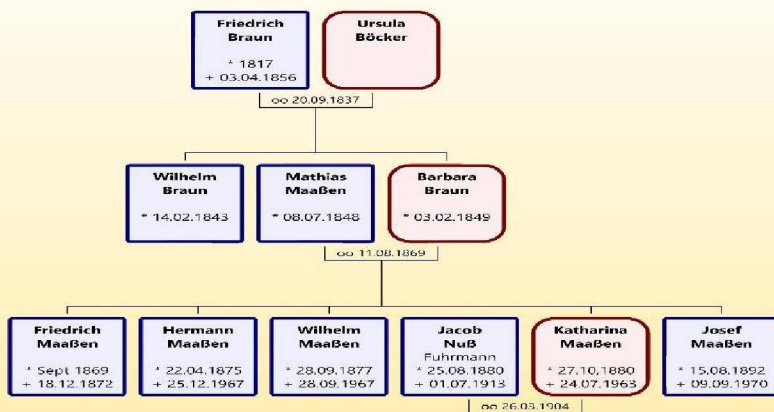 Friedrich
Braun
* 1817
+ 03.04.1856
Ursula
Böcker
oo 20.09.1837
Wilhelm
Braun
* 14.02.1843
Mathias
Maaßen
* 08.07.1848
Barbara
Braun
* 03.02.1849
oo 11.08.1869
Friedrich
Maaßen
* Sept 1869
+ 18.12.1872
Hermann
Maaßen
* 22.04.1875
+ 25.12.1967
Wilhelm
Maaßen
* 28.09.1877
+ 28.09.1967
Jacob
Nuß
Fuhrmann
* 25.08.1880
+ 01.07.1913
Katharina
Maaßen
* 27.10,1880
+ 24.07.1963
Josef
Maaßen
* 15.08.1892
+ 09.09.1970
oo 26.03.1904